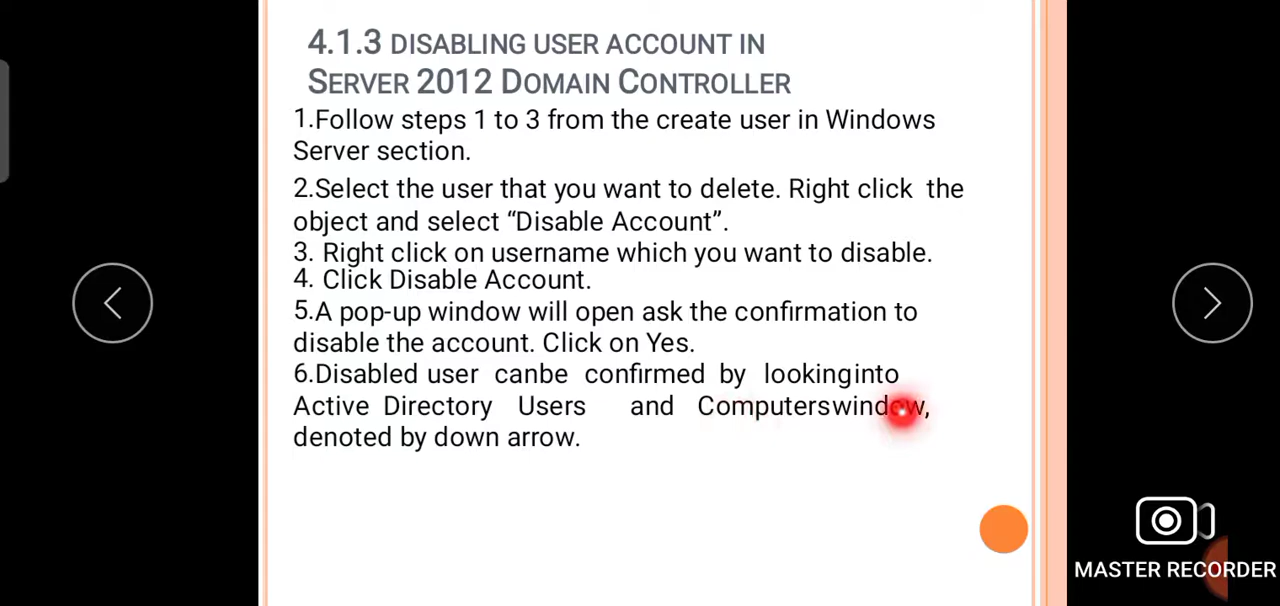 4.1.3 DISABLING USER ACCOUNT IN
SERVER 2012 DOMAIN CONTROLLER
1.Follow steps 1 to 3 from the create user in Windows
Server section.
2.Select the user that you want to delete. Right click the
object and select “Disable Account”.
3. Right click on username which you want to disable.
4. Click Disable Account.
5.A pop-up window will open ask the confirmation to
disable the account. Click on Yes.
6.Disabled user canbe confirmed by lookinginto
Active Directory Users and Computerswindow,
denoted by down arrow.
MASTER RECORDER